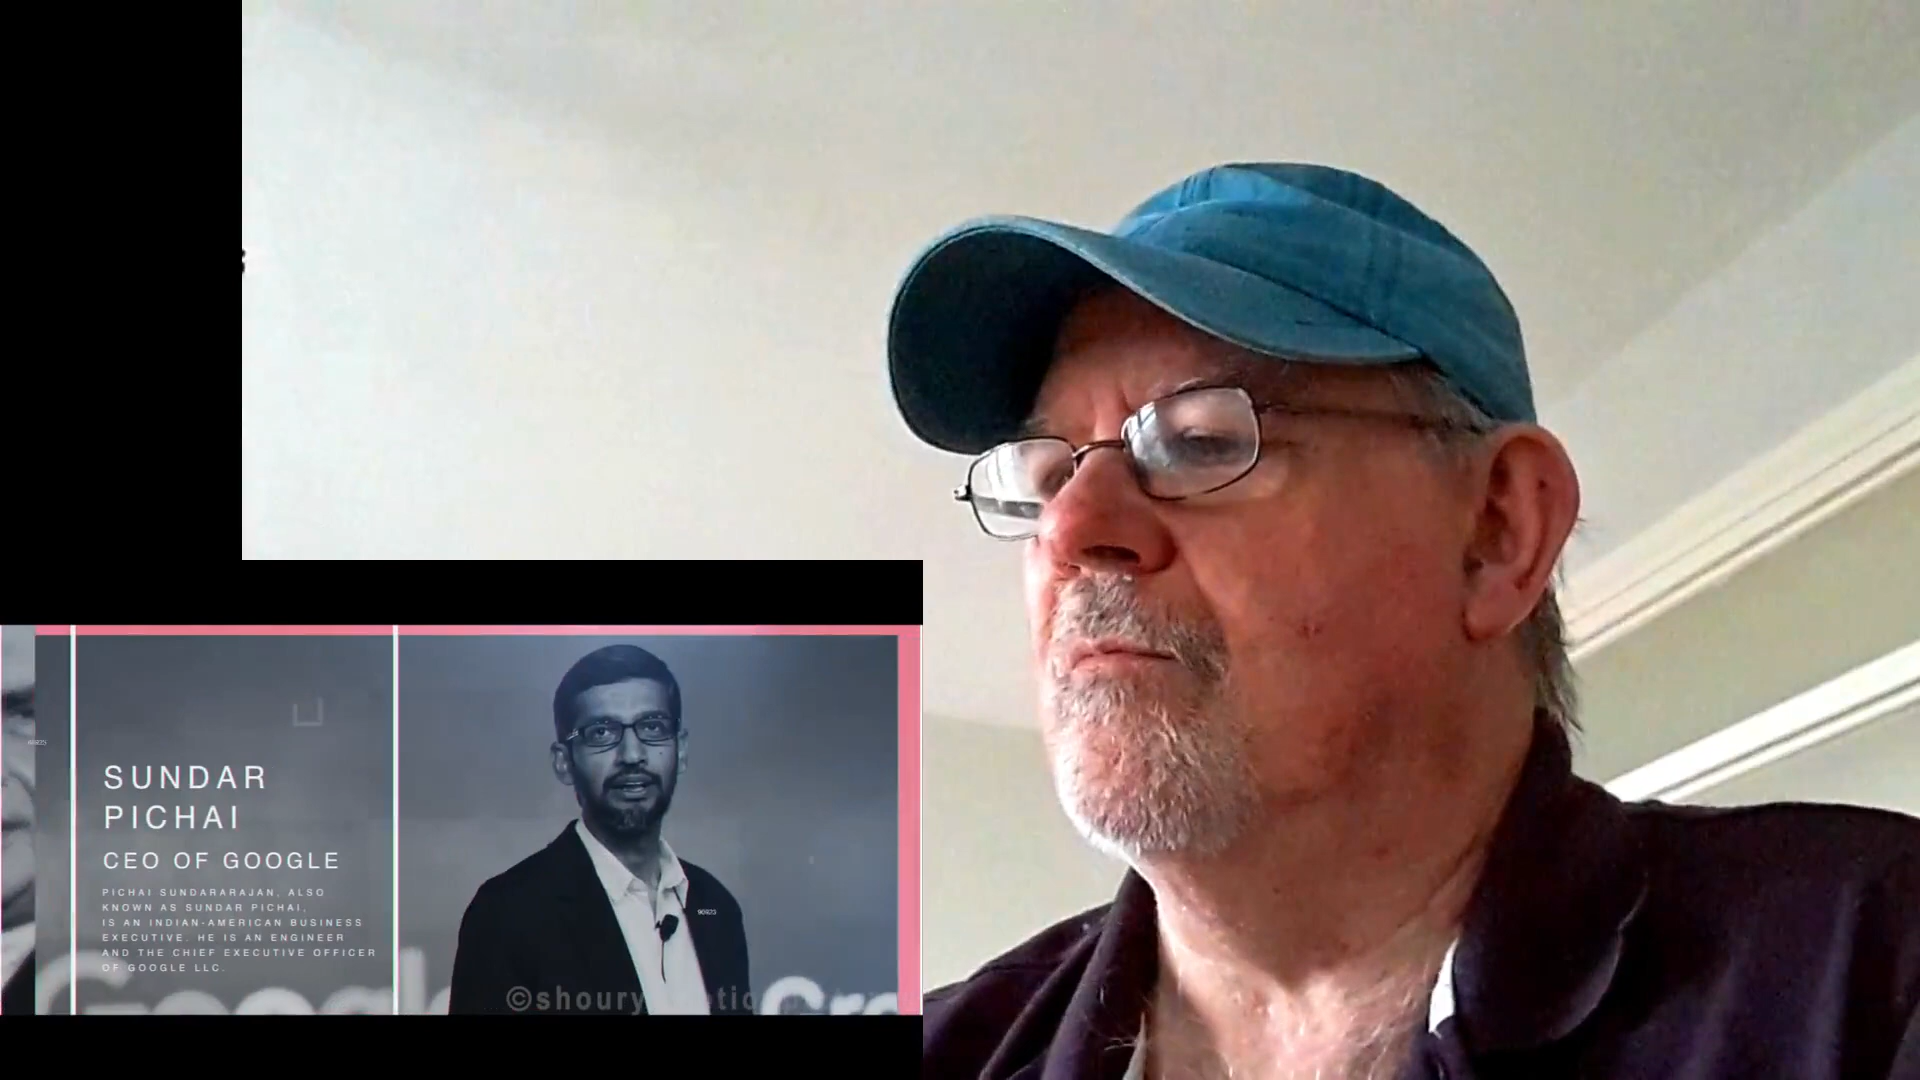 SUNDAR
PICHAI
CEO OF GOOGLE
PICHAI SUNDARARAJAN, ALSO
KNOWN AS SUNDAR PICHAI,
IS AN INDIAN-AMERICAN BUSINESS
EXECUTIVE. HE IS AN ENGINEER
AND THE CHIEF EXECUTIVE OFFICER
OF GOOGLE LLC.
Google